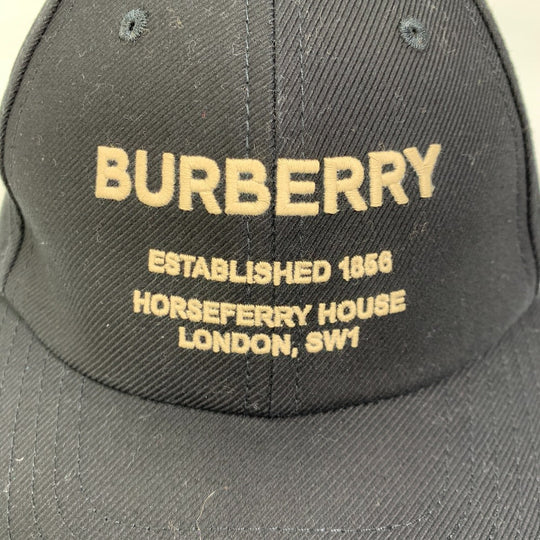 BURBERRY
ESTABLISHED 1856
HORSEFERRY HOUSE
LONDON, SW1